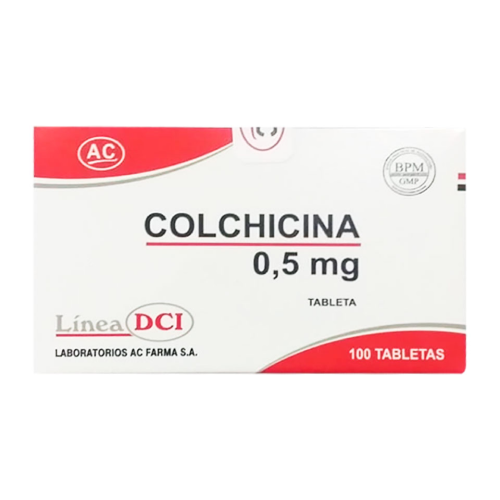 AC
BPM
GMP
COLCHICINA
0,5 mg
TABLETA
Línea DCI
LABORATORIOS AC FARMA S.A.
100 TABLETAS